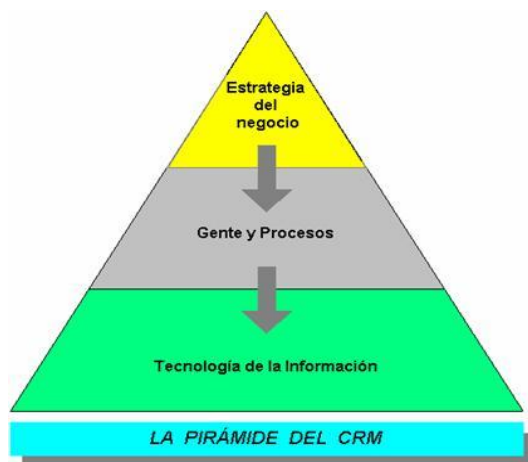 Estrategia
del
negocio
Gente y Procesos
Tecnología de la Información
LA PIRÁMIDE DEL CRM